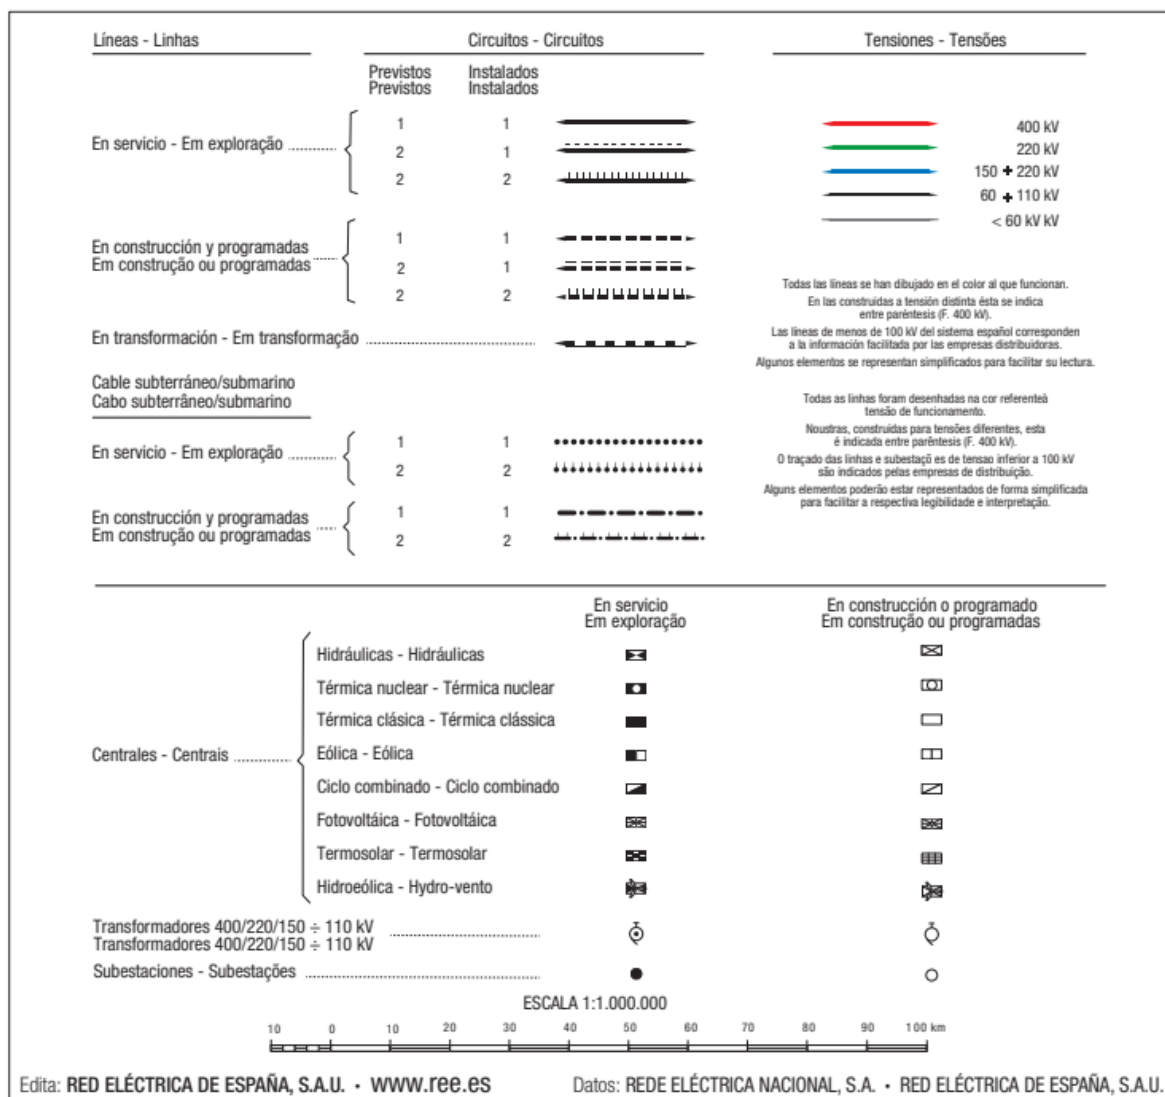 Líneas - Linhas
Circuitos - Circuitos
Tensiones - Tensões
Previstos Instalados
Previstos Instalados
En servicio - Em exploração
1 1
2 1
2 2
400 kV
220 kV
150 + 220 kV
60 + 110 kV
< 60 kV kV
En construcción y programadas
Em construção ou programadas
1 1
2 1
2 2
En transformación - Em transformação
Todas las líneas se han dibujado en el color al que funcionan.
En las construidas a tensión distinta ésta se indica
entre paréntesis (F. 400 kV).
Las líneas de menos de 100 kV del sistema español corresponden
a la información facilitada por las empresas distribuidoras.
Algunos elementos se representan simplificados para facilitar su lectura.
Cable subterráneo/submarino
Cabo subterrâneo/submarino
En servicio - Em exploração
1 1
2 2
En construcción y programadas
Em construção ou programadas
1 1
2 2
Todas as linhas foram desenhadas na cor referenteà
tensão de funcionamento.
Noustras, construidas para tensões diferentes, esta
é indicada entre parêntesis (F. 400 kV).
O traçado das linhas e subestaçõ es de tensao inferior a 100 kV
são indicados pelas empresas de distribuição.
Alguns elementos poderão estar representados de forma simplificada
para facilitar a respectiva legibilidade e interpretação.
En servicio
Em exploração
En construcción o programado
Em construção ou programadas
Centrales - Centrais
Hidráulicas - Hidráulicas
Térmica nuclear - Térmica nuclear
Térmica clásica - Térmica clássica
Eólica - Eólica
Ciclo combinado - Ciclo combinado
Fotovoltáica - Fotovoltáica
Termosolar - Termosolar
Hidroeólica - Hydro-vento
Transformadores 400/220/150 ÷ 110 kV
Transformadores 400/220/150 ÷ 110 kV
Subestaciones - Subestações
ESCALA 1:1.000.000
10 0 10 20 30 40 50 60 70 80 90 100 km
Edita: RED ELÉCTRICA DE ESPAÑA, S.A.U. • www.ree.es
Datos: REDE ELÉCTRICA NACIONAL, S.A. • RED ELÉCTRICA DE ESPAÑA, S.A.U.